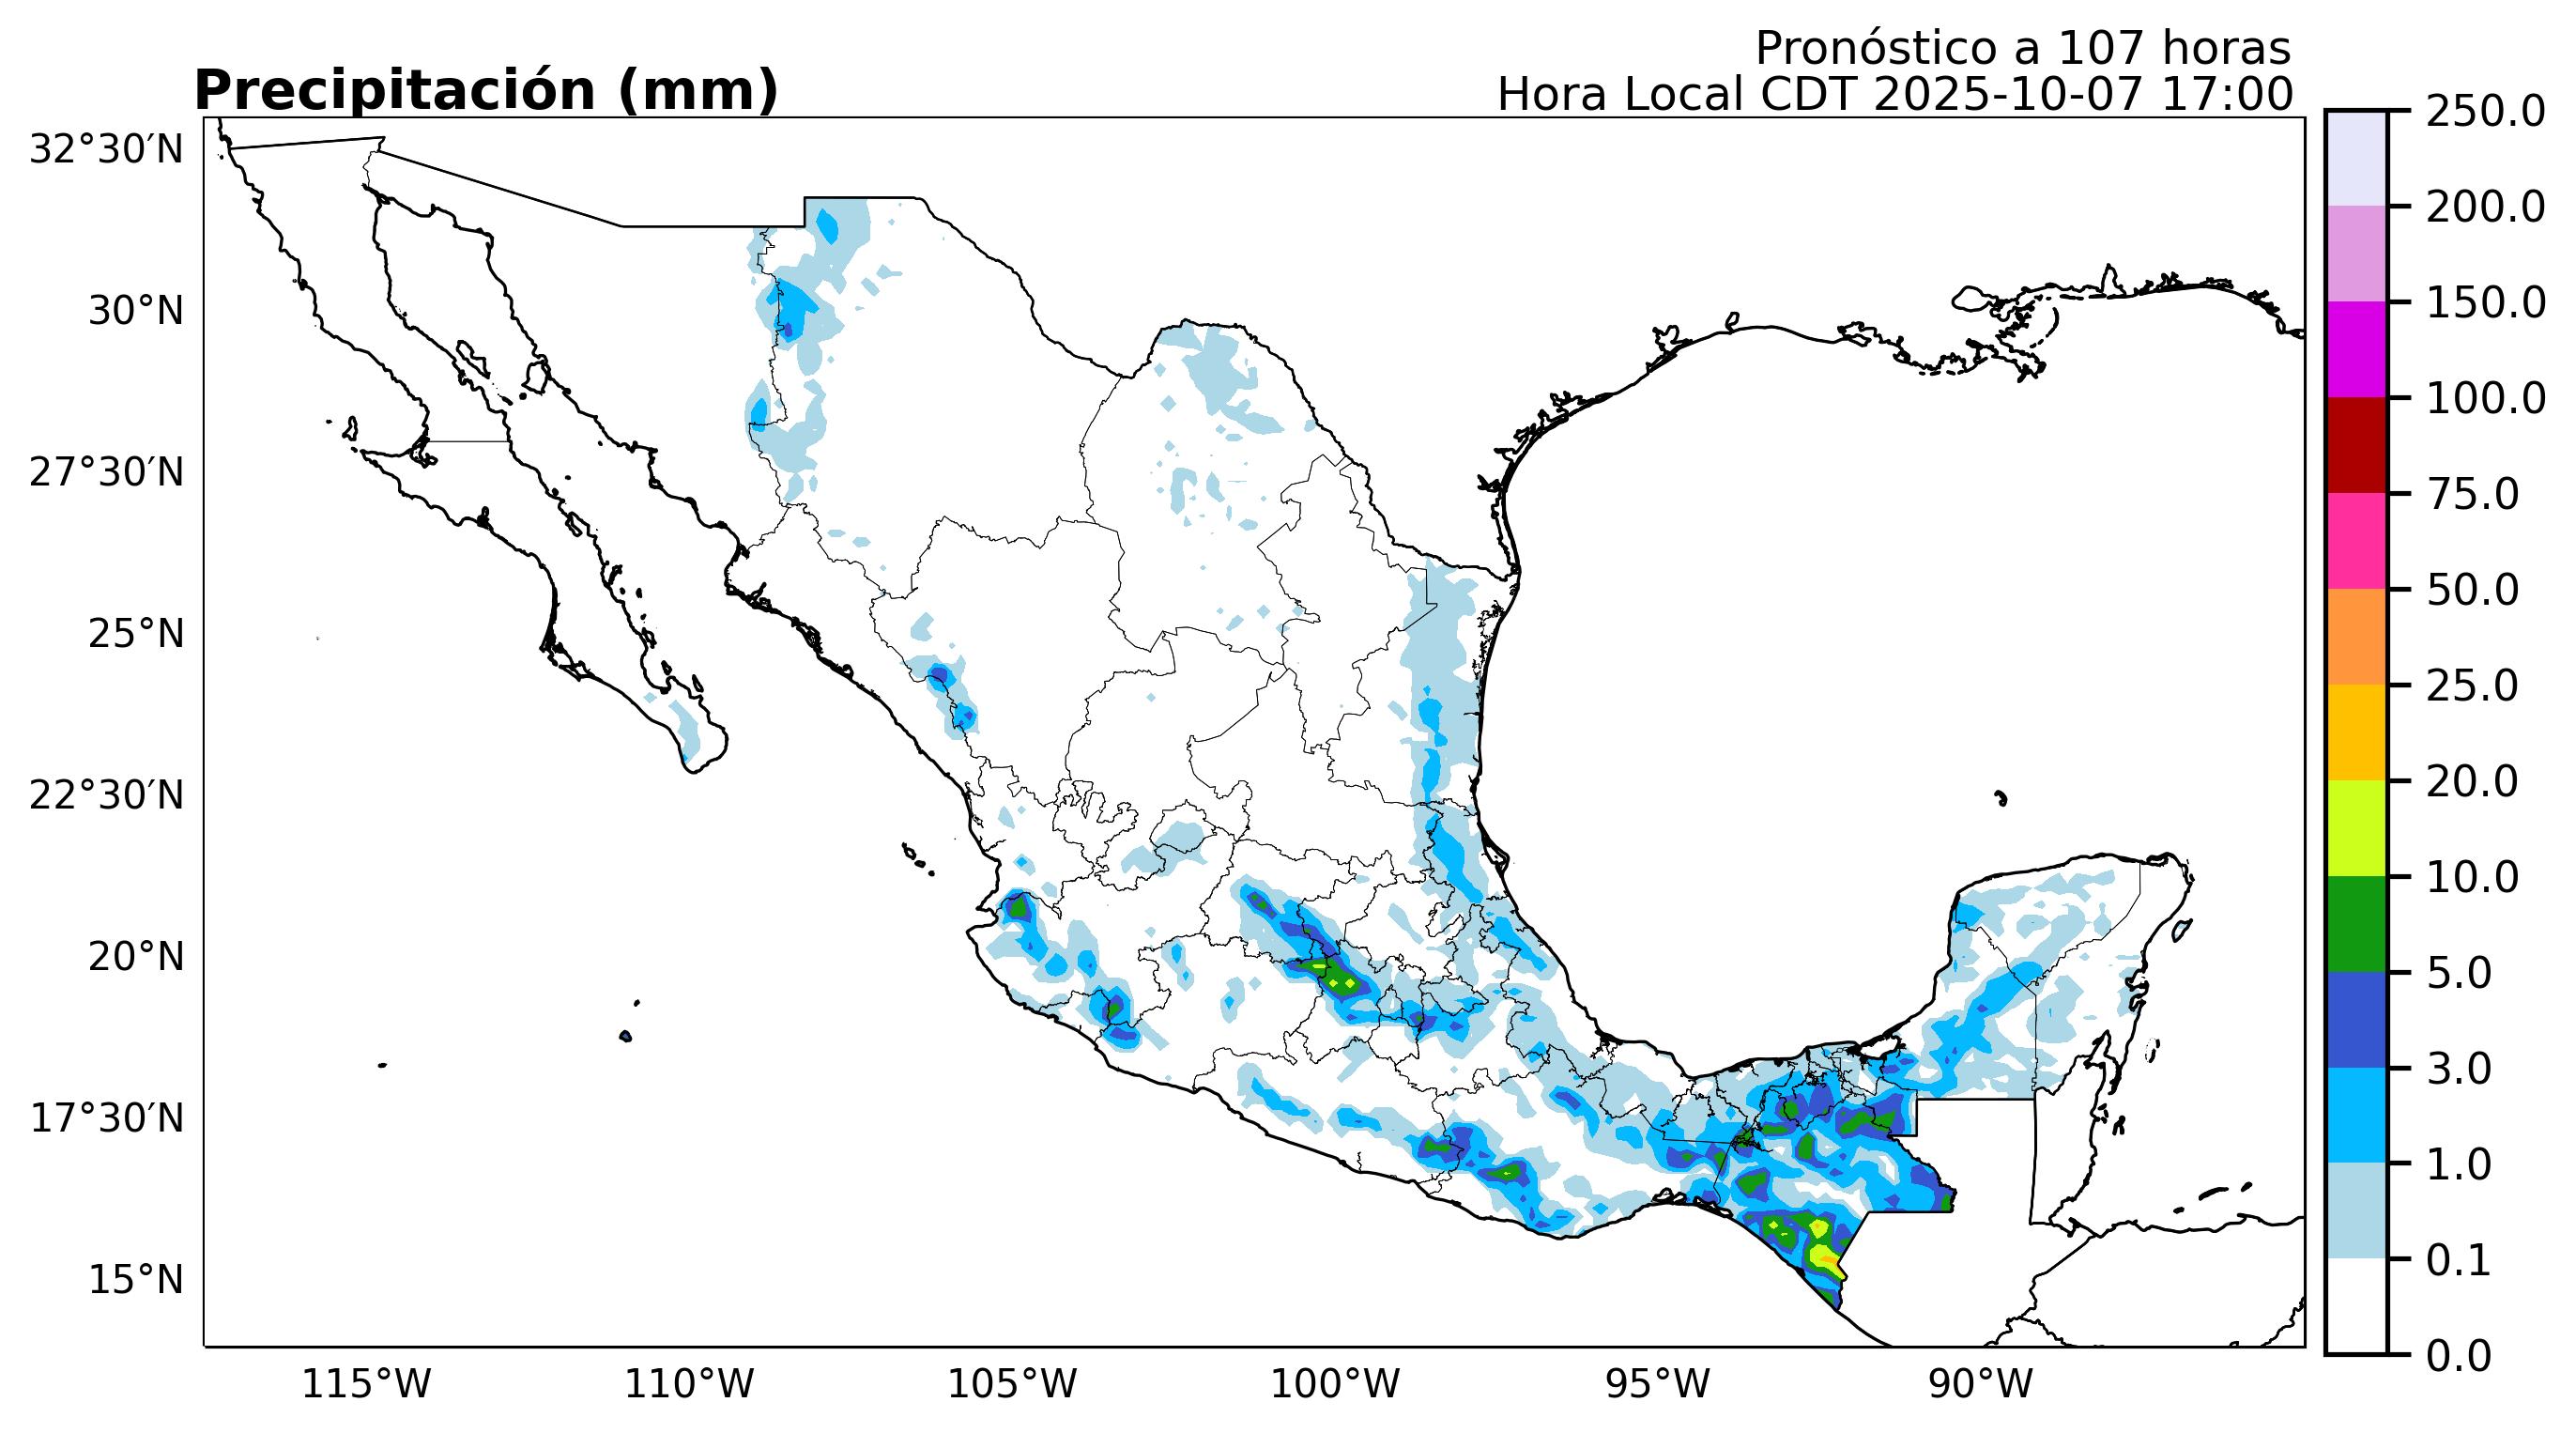 Pronóstico a 107 horas
Precipitación (mm)
Hora Local CDT 2025-10-07 17:00
32°30′N
30°N
27°30′N
25°N
22°30′N
20°N
17°30′N
15°N
115°W
110°W
105°W
100°W
95°W
90°W
250.0
200.0
150.0
100.0
75.0
50.0
25.0
20.0
10.0
5.0
3.0
1.0
0.1
0.0